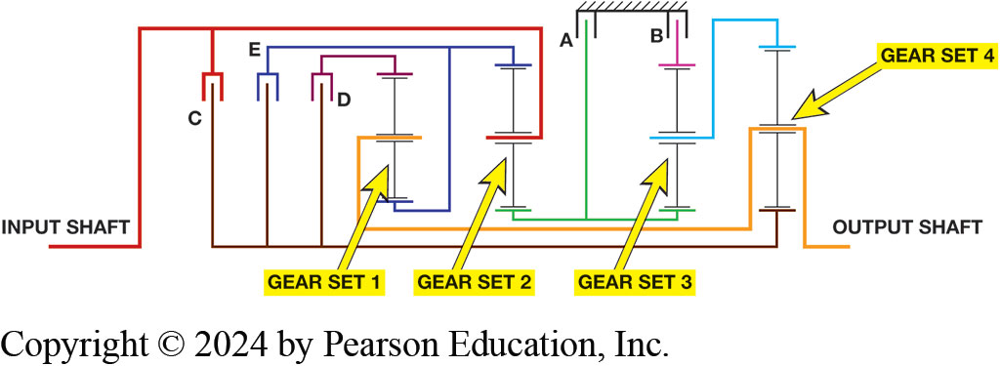 A
B
E
GEAR SET 4
D
C
INPUT SHAFT
OUTPUT SHAFT
GEAR SET 1
GEAR SET 2
GEAR SET 3
Copyright © 2024 by Pearson Education, Inc.